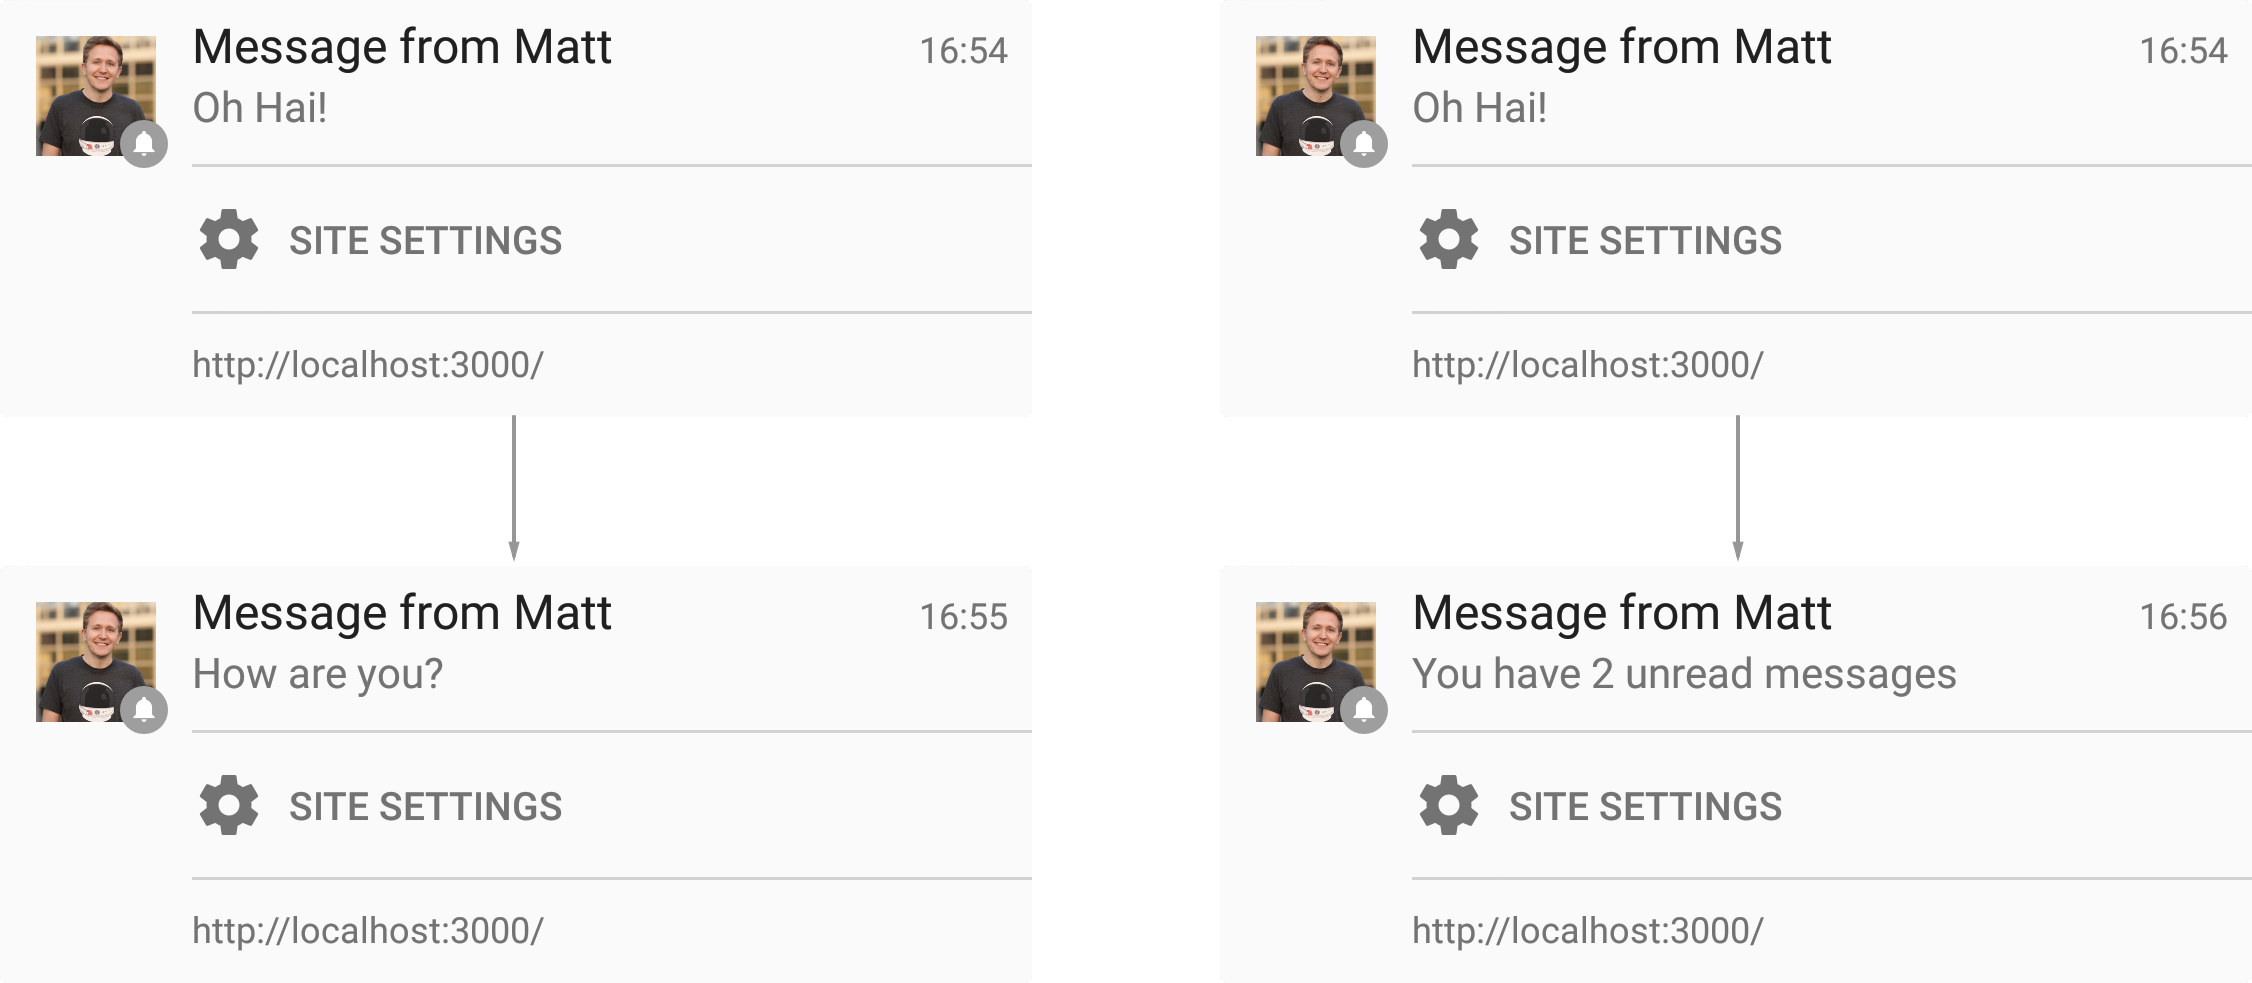 Message from Matt
16:54
Oh Hai!
SITE SETTINGS
http://localhost:3000/
Message from Matt
16:55
How are you?
SITE SETTINGS
http://localhost:3000/
Message from Matt
16:54
Oh Hai!
SITE SETTINGS
http://localhost:3000/
Message from Matt
16:56
You have 2 unread messages
SITE SETTINGS
http://localhost:3000/